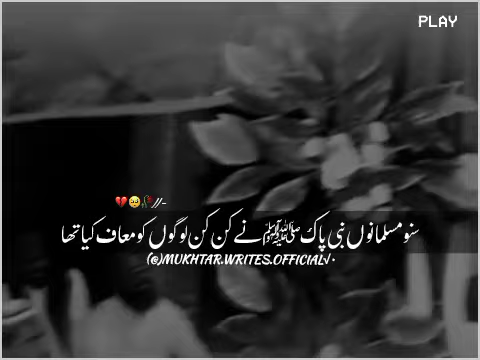 PLAY
💔🥺🥀//-
سنو مسلمانوں نبی پاک ﷺ نے کن کن لوگوں کو معاف کیا تھا
(@)MUKHTAR.WRITES.OFFICIAL√·